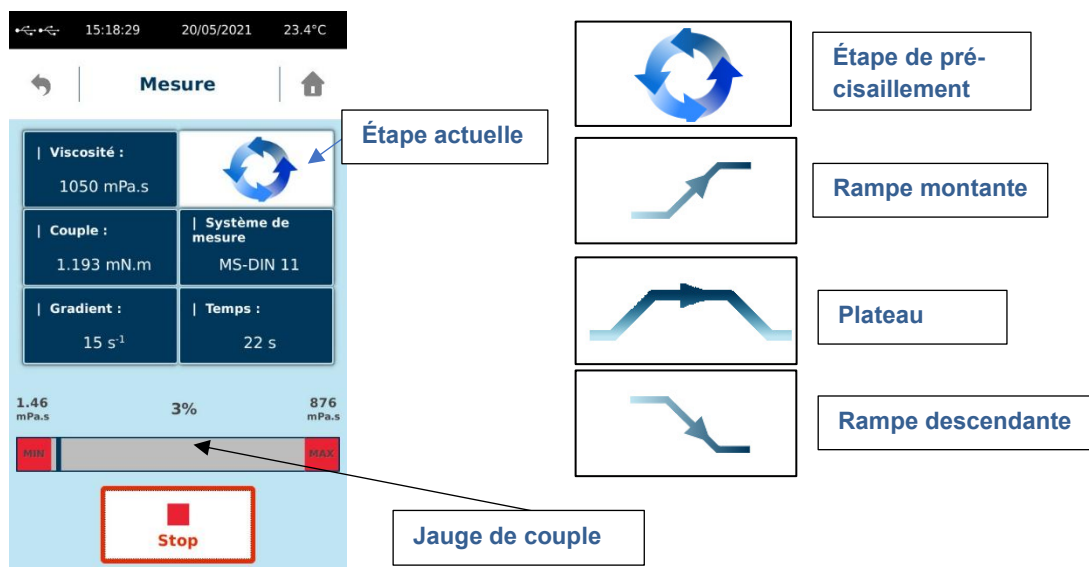 15:18:29 20/05/2021 23.4°C
Mesure
Étape actuelle
| Viscosité :
1050 mPa.s
| Couple :
1.193 mN.m
| Système de
mesure
MS-DIN 11
| Gradient :
15 s⁻¹
| Temps :
22 s
1.46
mPa.s
3%
876
mPa.s
MIN
MAX
Stop
Jauge de couple
Étape de pré-
cisaillement
Rampe montante
Plateau
Rampe descendante